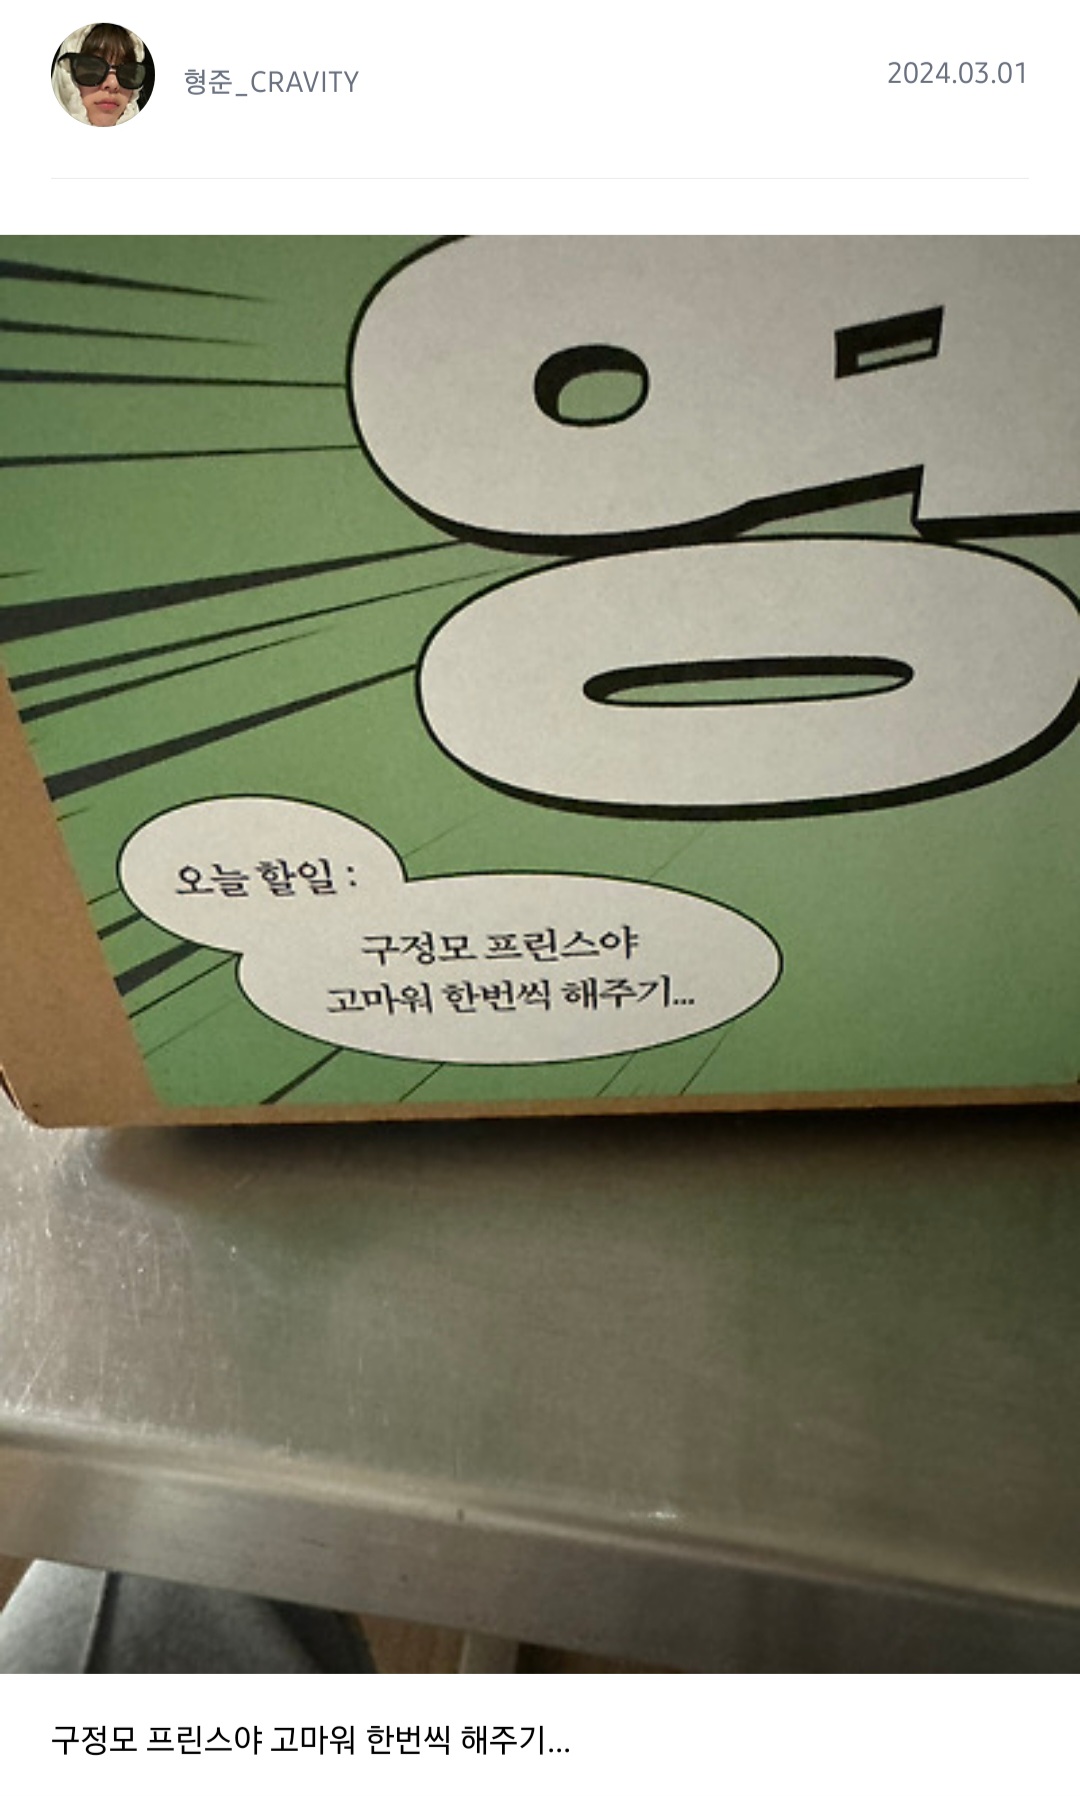 형준_CRAVITY
2024.03.01
오늘 할일 :
구정모 프린스야
고마워 한번씩 해주기...
구정모 프린스야 고마워 한번씩 해주기...